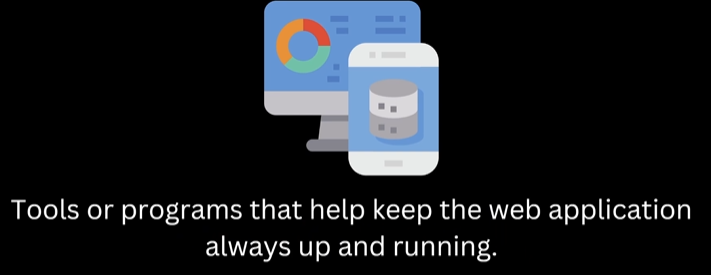 Tools or programs that help keep the web application
always up and running.